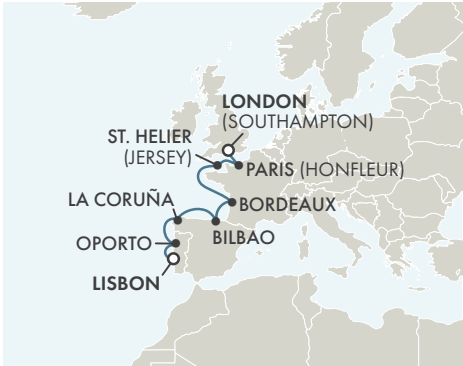 LONDON
(SOUTHAMPTON)
ST. HELIER
(JERSEY)
PARIS (HONFLEUR)
LA CORUÑA
BORDEAUX
OPORTO
BILBAO
LISBON